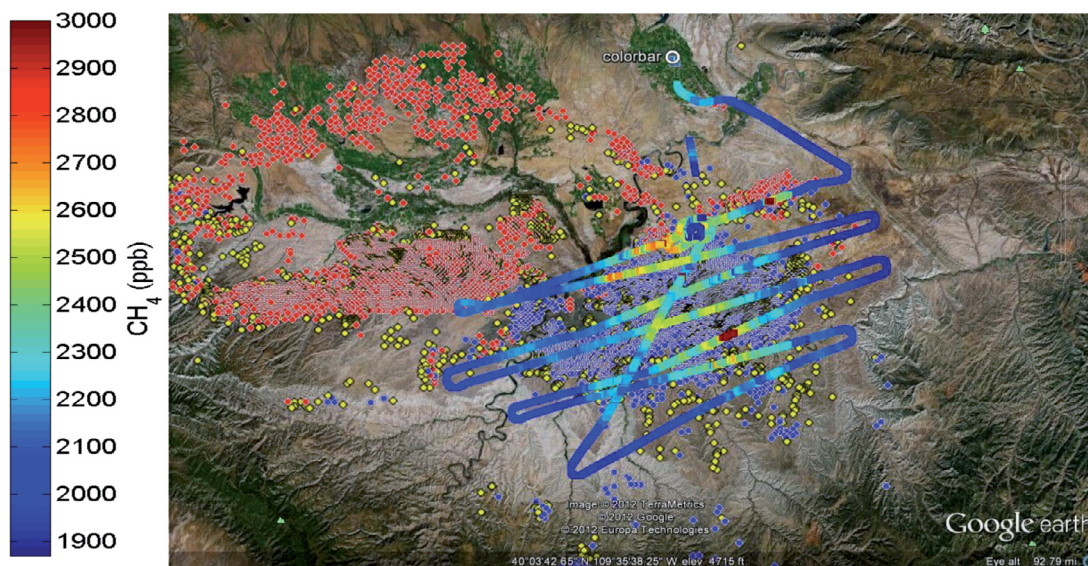 3000
2900
2800
2700
2600
2500
2400
2300
2200
2100
2000
1900
CH4 (ppb)
colorbar
Image © 2012 TerraMetrics
© 2012 Google
© 2012 Europa Technologies
Google earth
40°03'42.65" N 109°35'38.25" W elev 4715 ft
Eye alt 92.79 mi